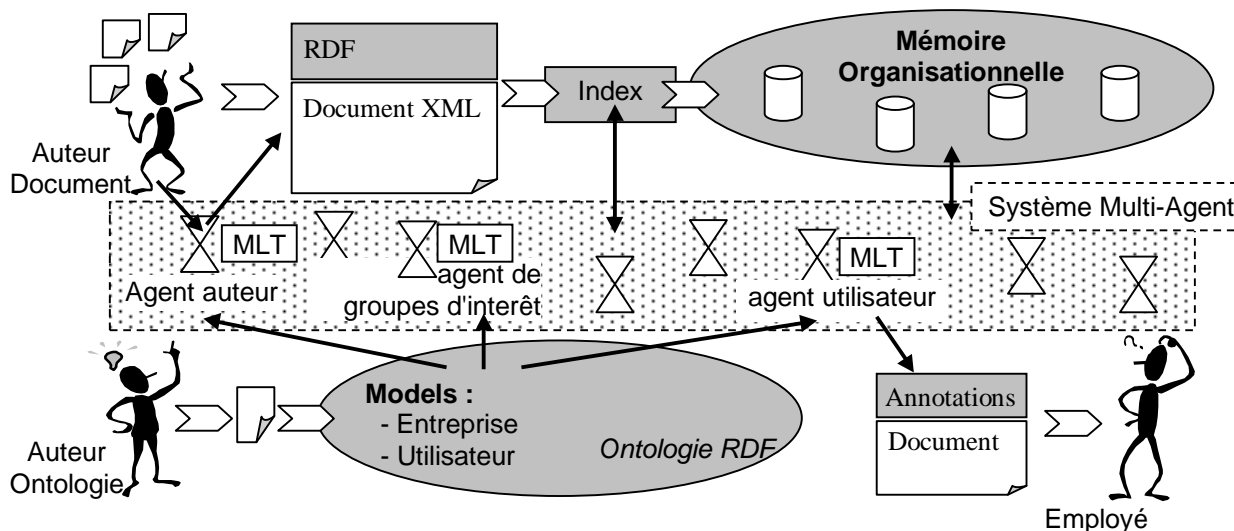 RDF
Document XML
Index
Mémoire
Organisationnelle
Auteur
Document
Système Multi-Agent
MLT
MLT
MLT
Agent auteur
agent de
groupes d'interêt
agent utilisateur
Models :
- Entreprise
- Utilisateur
Ontologie RDF
Auteur
Ontologie
Annotations
Document
?.
Employé